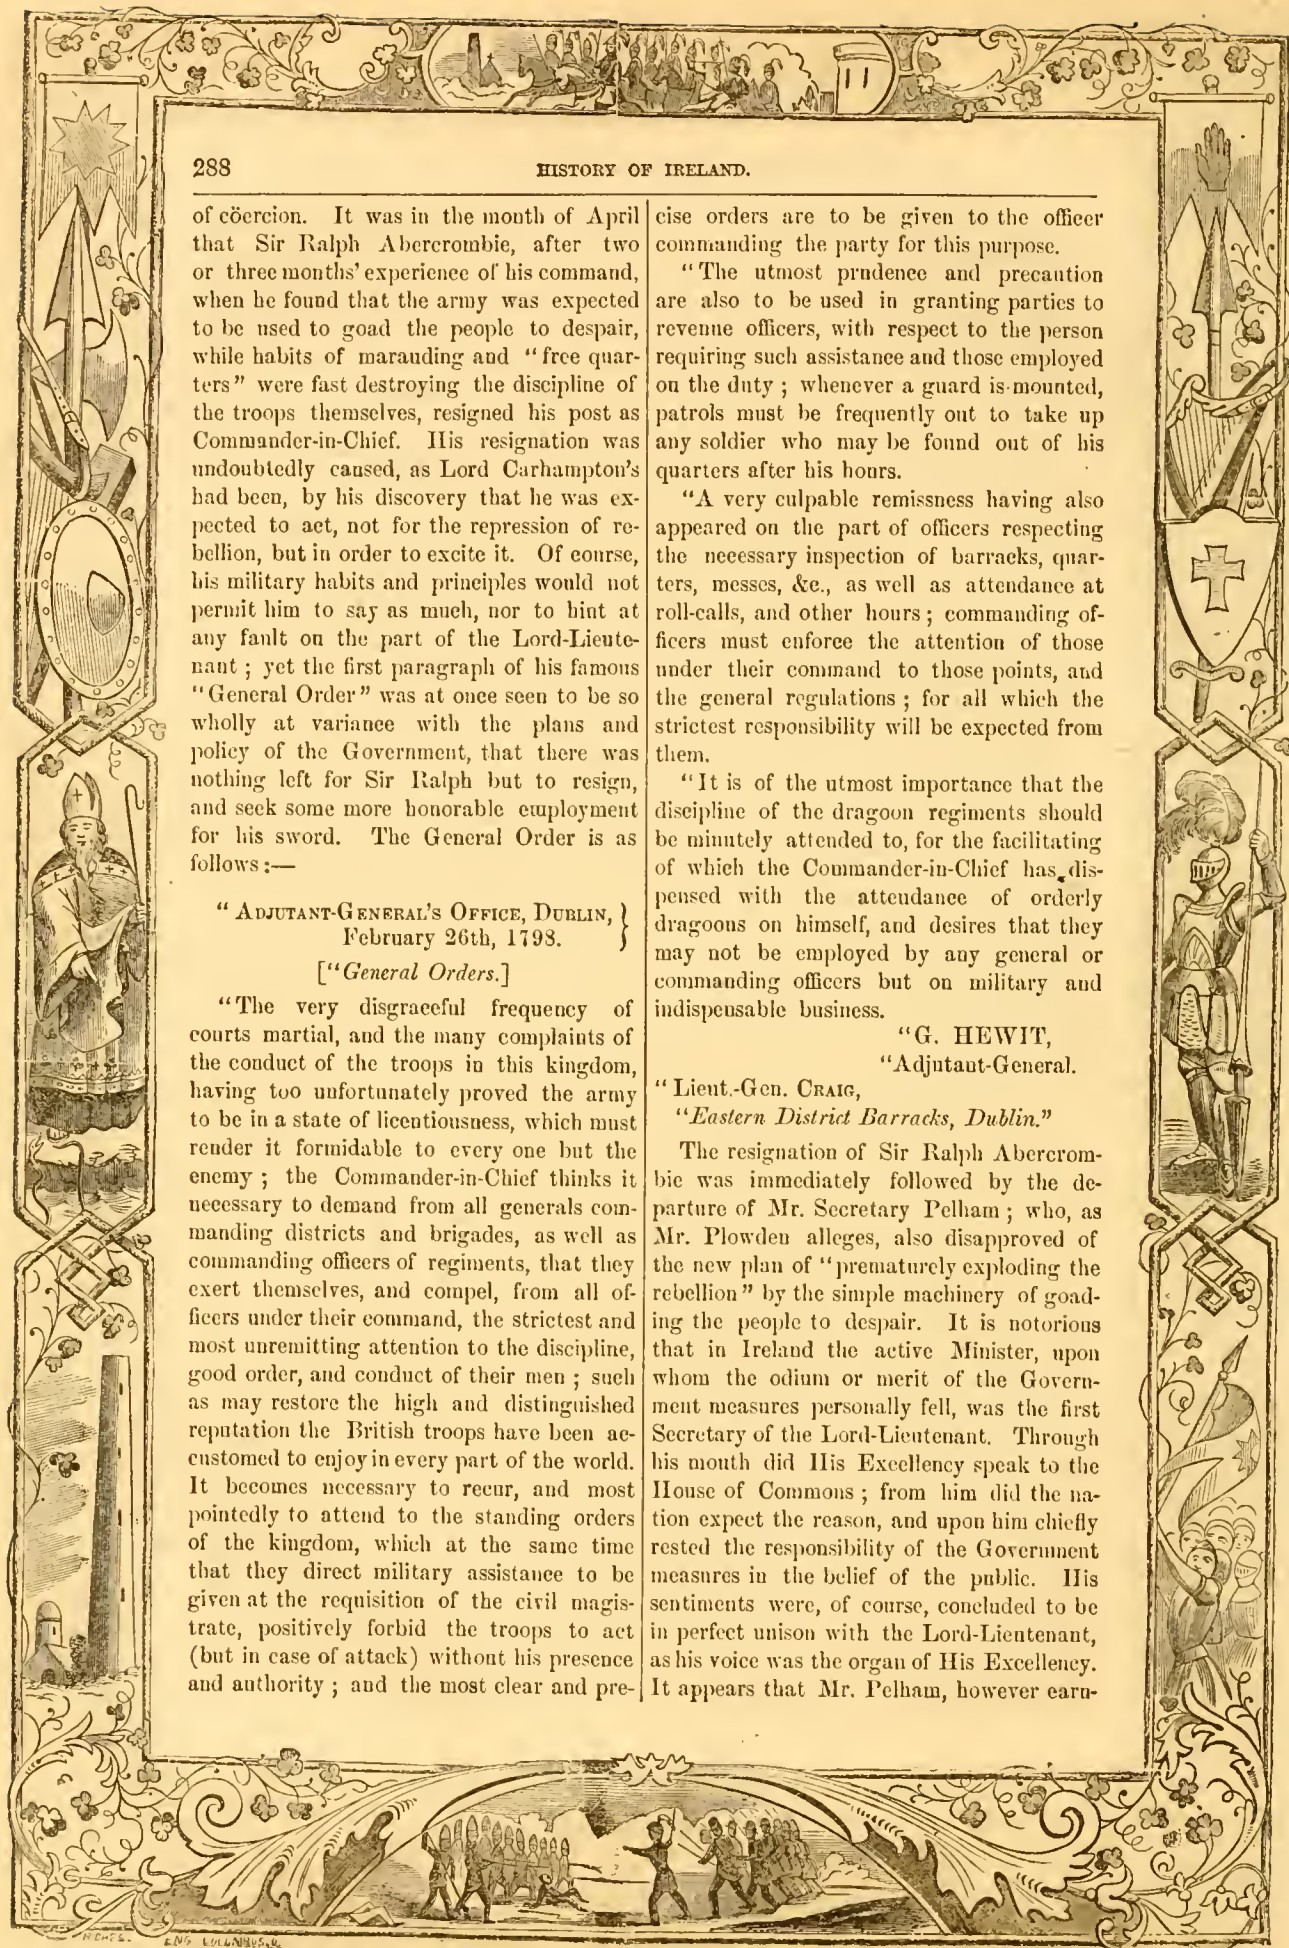 288
HISTORY OF IRELAND.
of cöercion. It was in the month of April
that Sir Ralph Abercrombie, after two
or three months' experience of his command,
when he found that the army was expected
to be used to goad the people to despair,
while habits of marauding and "free quar-
ters" were fast destroying the discipline of
the troops themselves, resigned his post as
Commander-in-Chief. His resignation was
undoubtedly caused, as Lord Carhampton's
had been, by his discovery that he was ex-
pected to act, not for the repression of re-
bellion, but in order to excite it. Of course,
his military habits and principles would not
permit him to say as much, nor to hint at
any fault on the part of the Lord-Lieute-
nant; yet the first paragraph of his famous
"General Order" was at once seen to be so
wholly at variance with the plans and
policy of the Government, that there was
nothing left for Sir Ralph but to resign,
and seek some more honorable employment
for his sword. The General Order is as
follows:—
"ADJUTANT-GENERAL'S OFFICE, DUBLIN, }
February 26th, 1798.
["General Orders.]
"The very disgraceful frequency of
courts martial, and the many complaints of
the conduct of the troops in this kingdom,
having too unfortunately proved the army
to be in a state of licentiousness, which must
render it formidable to every one but the
enemy; the Commander-in-Chief thinks it
necessary to demand from all generals com-
manding districts and brigades, as well as
commanding officers of regiments, that they
exert themselves, and compel, from all of-
ficers under their command, the strictest and
most unremitting attention to the discipline,
good order, and conduct of their men; such
as may restore the high and distinguished
reputation the British troops have been ac-
customed to enjoy in every part of the world.
It becomes necessary to recur, and most
pointedly to attend to the standing orders
of the kingdom, which at the same time
that they direct military assistance to be
given at the requisition of the civil magis-
trate, positively forbid the troops to act
(but in case of attack) without his presence
and authority; and the most clear and pre-
cise orders are to be given to the officer
commanding the party for this purpose.
"The utmost prudence and precaution
are also to be used in granting parties to
revenue officers, with respect to the person
requiring such assistance and those employed
on the duty; whenever a guard is mounted,
patrols must be frequently out to take up
any soldier who may be found out of his
quarters after his hours.
"A very culpable remissness having also
appeared on the part of officers respecting
the necessary inspection of barracks, quar-
ters, messes, &c., as well as attendance at
roll-calls, and other hours; commanding of-
ficers must enforce the attention of those
under their command to those points, and
the general regulations; for all which the
strictest responsibility will be expected from
them.
"It is of the utmost importance that the
discipline of the dragoon regiments should
be minutely attended to, for the facilitating
of which the Commander-in-Chief has dis-
pensed with the attendance of orderly
dragoons on himself, and desires that they
may not be employed by any general or
commanding officers but on military and
indispensable business.
"G. HEWIT,
"Adjutant-General.
"Lieut.-Gen. CRAIG,
"Eastern District Barracks, Dublin."
The resignation of Sir Ralph Abercrom-
bie was immediately followed by the de-
parture of Mr. Secretary Pelham; who, as
Mr. Plowden alleges, also disapproved of
the new plan of "prematurely exploding the
rebellion" by the simple machinery of goad-
ing the people to despair. It is notorious
that in Ireland the active Minister, upon
whom the odium or merit of the Govern-
ment measures personally fell, was the first
Secretary of the Lord-Lieutenant. Through
his mouth did His Excellency speak to the
House of Commons; from him did the na-
tion expect the reason, and upon him chiefly
rested the responsibility of the Government
measures in the belief of the public. His
sentiments were, of course, concluded to be
in perfect unison with the Lord-Lieutenant,
as his voice was the organ of His Excellency.
It appears that Mr. Pelham, however earn-
ENG